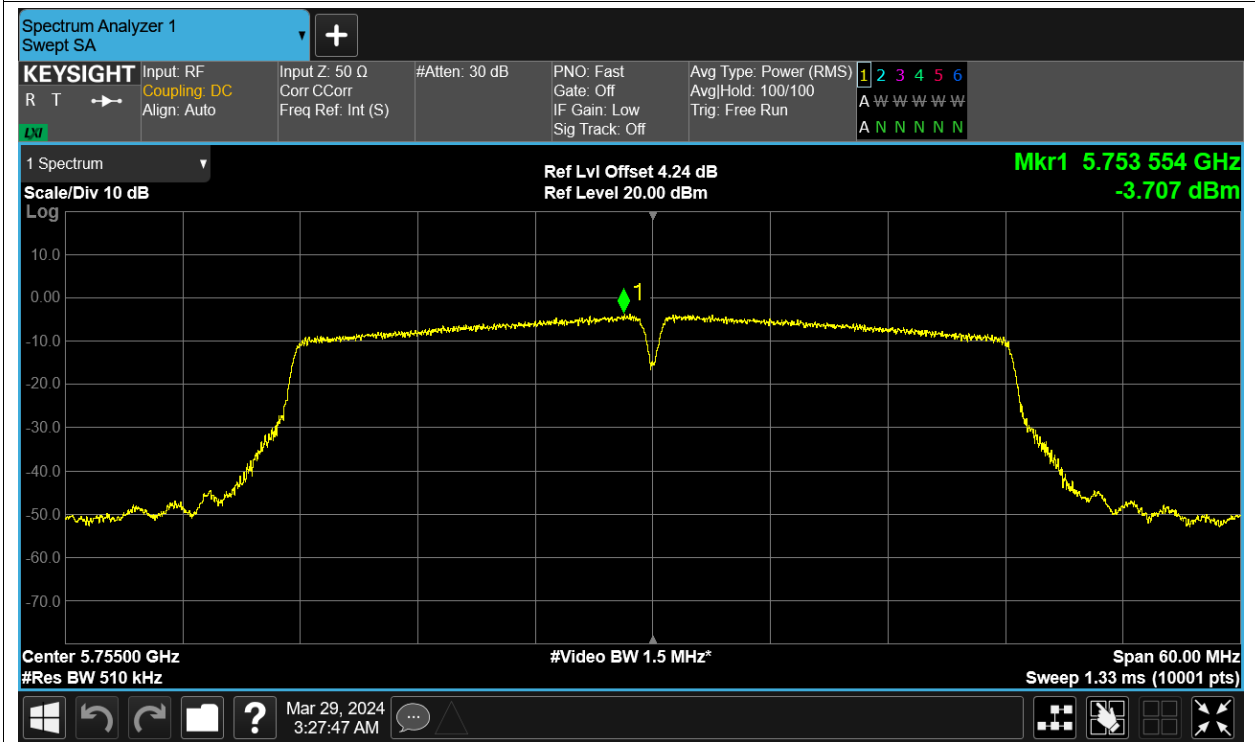 Spectrum Analyzer 1
Swept SA
+
KEYSIGHT
R T
LXI
Input: RF
Coupling: DC
Align: Auto
Input Z: 50 Ω
Corr CCorr
Freq Ref: Int (S)
#Atten: 30 dB
PNO: Fast
Gate: Off
IF Gain: Low
Sig Track: Off
Avg Type: Power (RMS)
Avg|Hold: 100/100
Trig: Free Run
1 2 3 4 5 6
A W W W W W
A N N N N N
1 Spectrum
Scale/Div 10 dB
Log
Ref Lvl Offset 4.24 dB
Ref Level 20.00 dBm
Mkr1 5.753 554 GHz
-3.707 dBm
10.0
0.00
-10.0
-20.0
-30.0
-40.0
-50.0
-60.0
-70.0
1
Center 5.75500 GHz
#Res BW 510 kHz
#Video BW 1.5 MHz*
Span 60.00 MHz
Sweep 1.33 ms (10001 pts)
?
Mar 29, 2024
3:27:47 AM